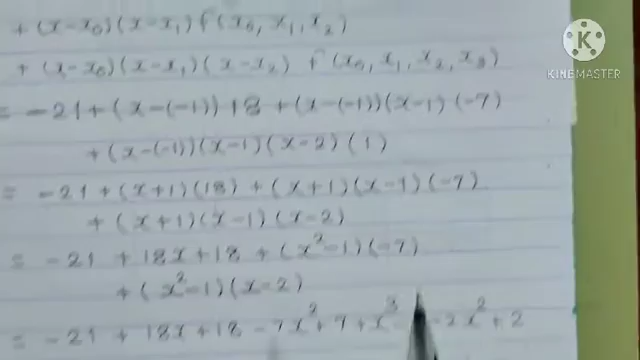 + (x-x₀)(x-x₁) f(x₀, x₁, x₂)
+ (x-x₀)(x-x₁)(x-x₂) f(x₀, x₁, x₂, x₃)
= -21+(x-(-1))18+(x-(-1))(x-1)(-7)
+(x-(-1))(x-1)(x-2)(1)
= -21+(x+1)(18)+(x+1)(x-1)(-7)
+(x+1)(x-1)(x-2)
= -21 + 18x+18 + (x²-1)(-7)
+(x²-1)(x-2)
= -21 + 18x+18 -7x²+7+x³ -2x²+2
KINEMASTER